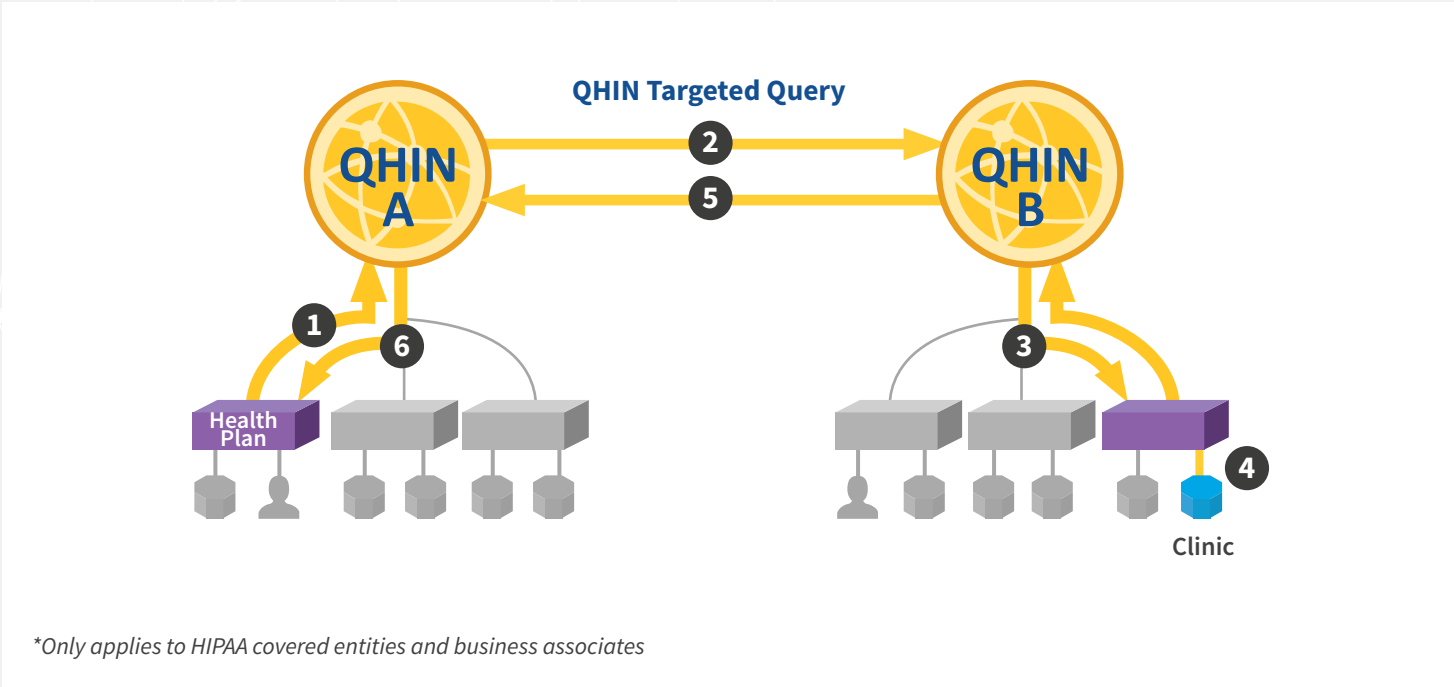 QHIN Targeted Query
QHIN
A
2
5
QHIN
B
1
6
3
Health
Plan
4
Clinic
*Only applies to HIPAA covered entities and business associates